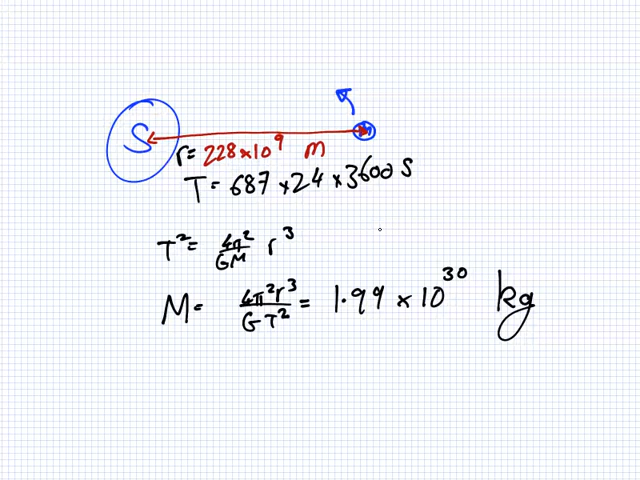 S
m
r= 228×10⁹ m
T = 687 × 24 × 3600 s
T² = 4π²/GM r³
M = 4π²r³/GT² = 1.99 × 10³⁰ kg